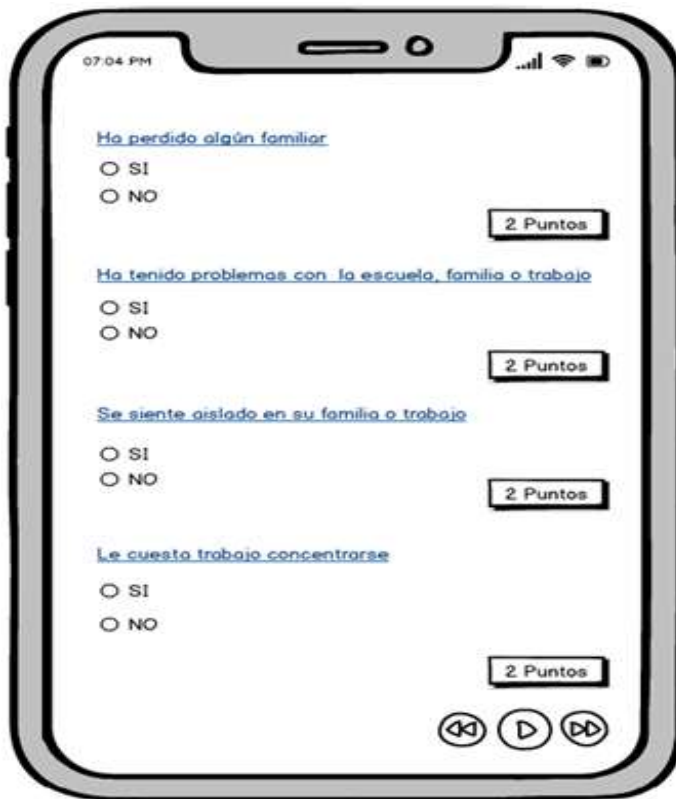 07:04 PM
Ha perdido algún familiar
SI
NO
2 Puntos
Ha tenido problemas con la escuela, familia o trabajo
SI
NO
2 Puntos
Se siente aislado en su familia o trabajo
SI
NO
2 Puntos
Le cuesta trabajo concentrarse
SI
NO
2 Puntos